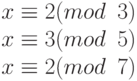 x ≡ 2(mod 3)
x ≡ 3(mod 5)
x ≡ 2(mod 7)